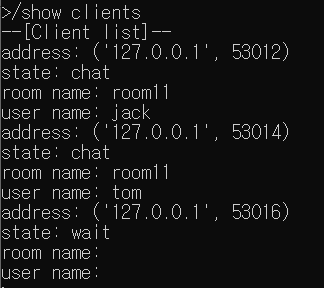 >/show clients
--[Client list]--
address: ('127.0.0.1', 53012)
state: chat
room name: room11
user name: jack
address: ('127.0.0.1', 53014)
state: chat
room name: room11
user name: tom
address: ('127.0.0.1', 53016)
state: wait
room name:
user name: